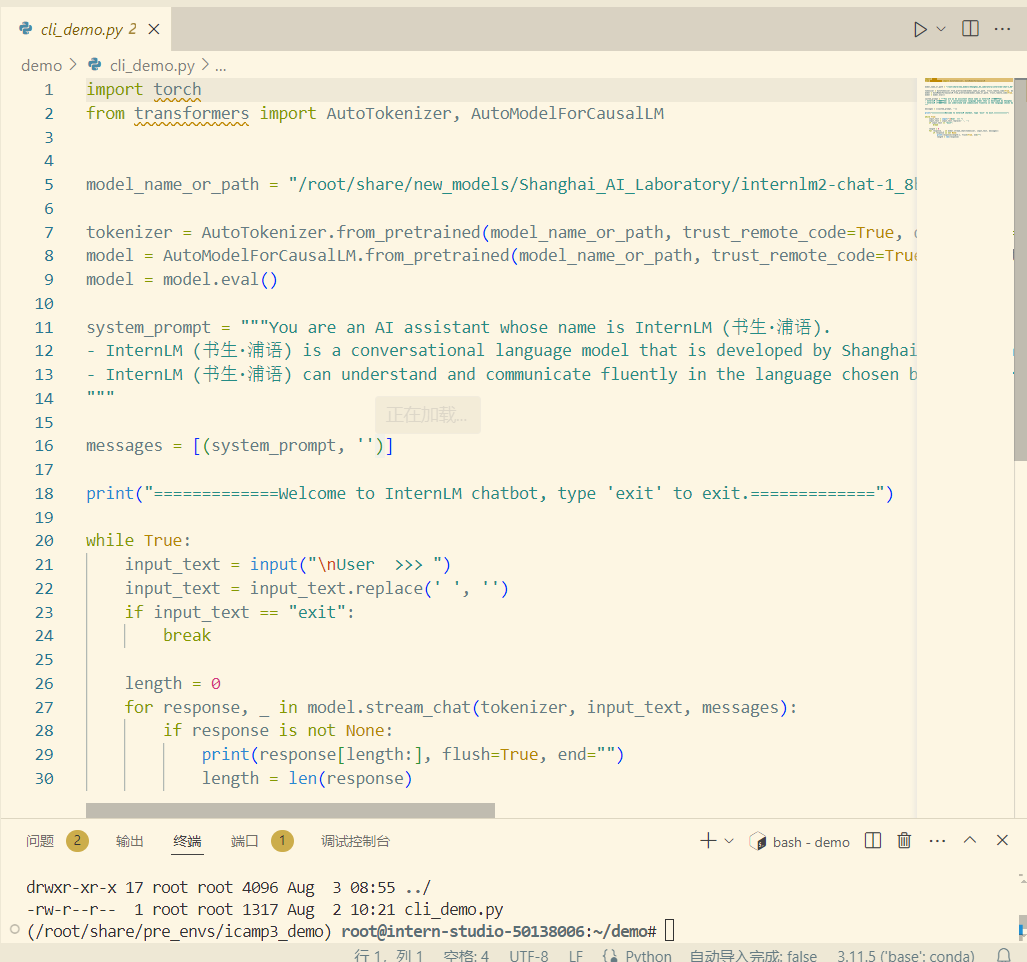 cli_demo.py 2
demo > cli_demo.py > ...
1 import torch
2 from transformers import AutoTokenizer, AutoModelForCausalLM
3
4
5 model_name_or_path = "/root/share/new_models/Shanghai_AI_Laboratory/internlm2-chat-1_8
6
7 tokenizer = AutoTokenizer.from_pretrained(model_name_or_path, trust_remote_code=True,
8 model = AutoModelForCausalLM.from_pretrained(model_name_or_path, trust_remote_code=True
9 model = model.eval()
10
11 system_prompt = """You are an AI assistant whose name is InternLM (书生·浦语).
12 - InternLM (书生·浦语) is a conversational language model that is developed by Shanghai
13 - InternLM (书生·浦语) can understand and communicate fluently in the language chosen b
14 """
正在加载...
15
16 messages = [(system_prompt, '')]
17
18 print("=============Welcome to InternLM chatbot, type 'exit' to exit.=============")
19
20 while True:
21 input_text = input("\nUser  >>> ")
22 input_text = input_text.replace(' ', '')
23 if input_text == "exit":
24 break
25
26 length = 0
27 for response, _ in model.stream_chat(tokenizer, input_text, messages):
28 if response is not None:
29 print(response[length:], flush=True, end="")
30 length = len(response)
问题 2 输出 终端 端口 1 调试控制台 bash - demo
drwxr-xr-x 17 root root 4096 Aug  3 08:55 ../
-rw-r--r--  1 root root 1317 Aug  2 10:21 cli_demo.py
(/root/share/pre_envs/icamp3_demo) root@intern-studio-50138006:~/demo#
行 1，列 1 空格: 4 UTF-8 LF Python 自动导入完成: false 3.11.5 ('base': conda)